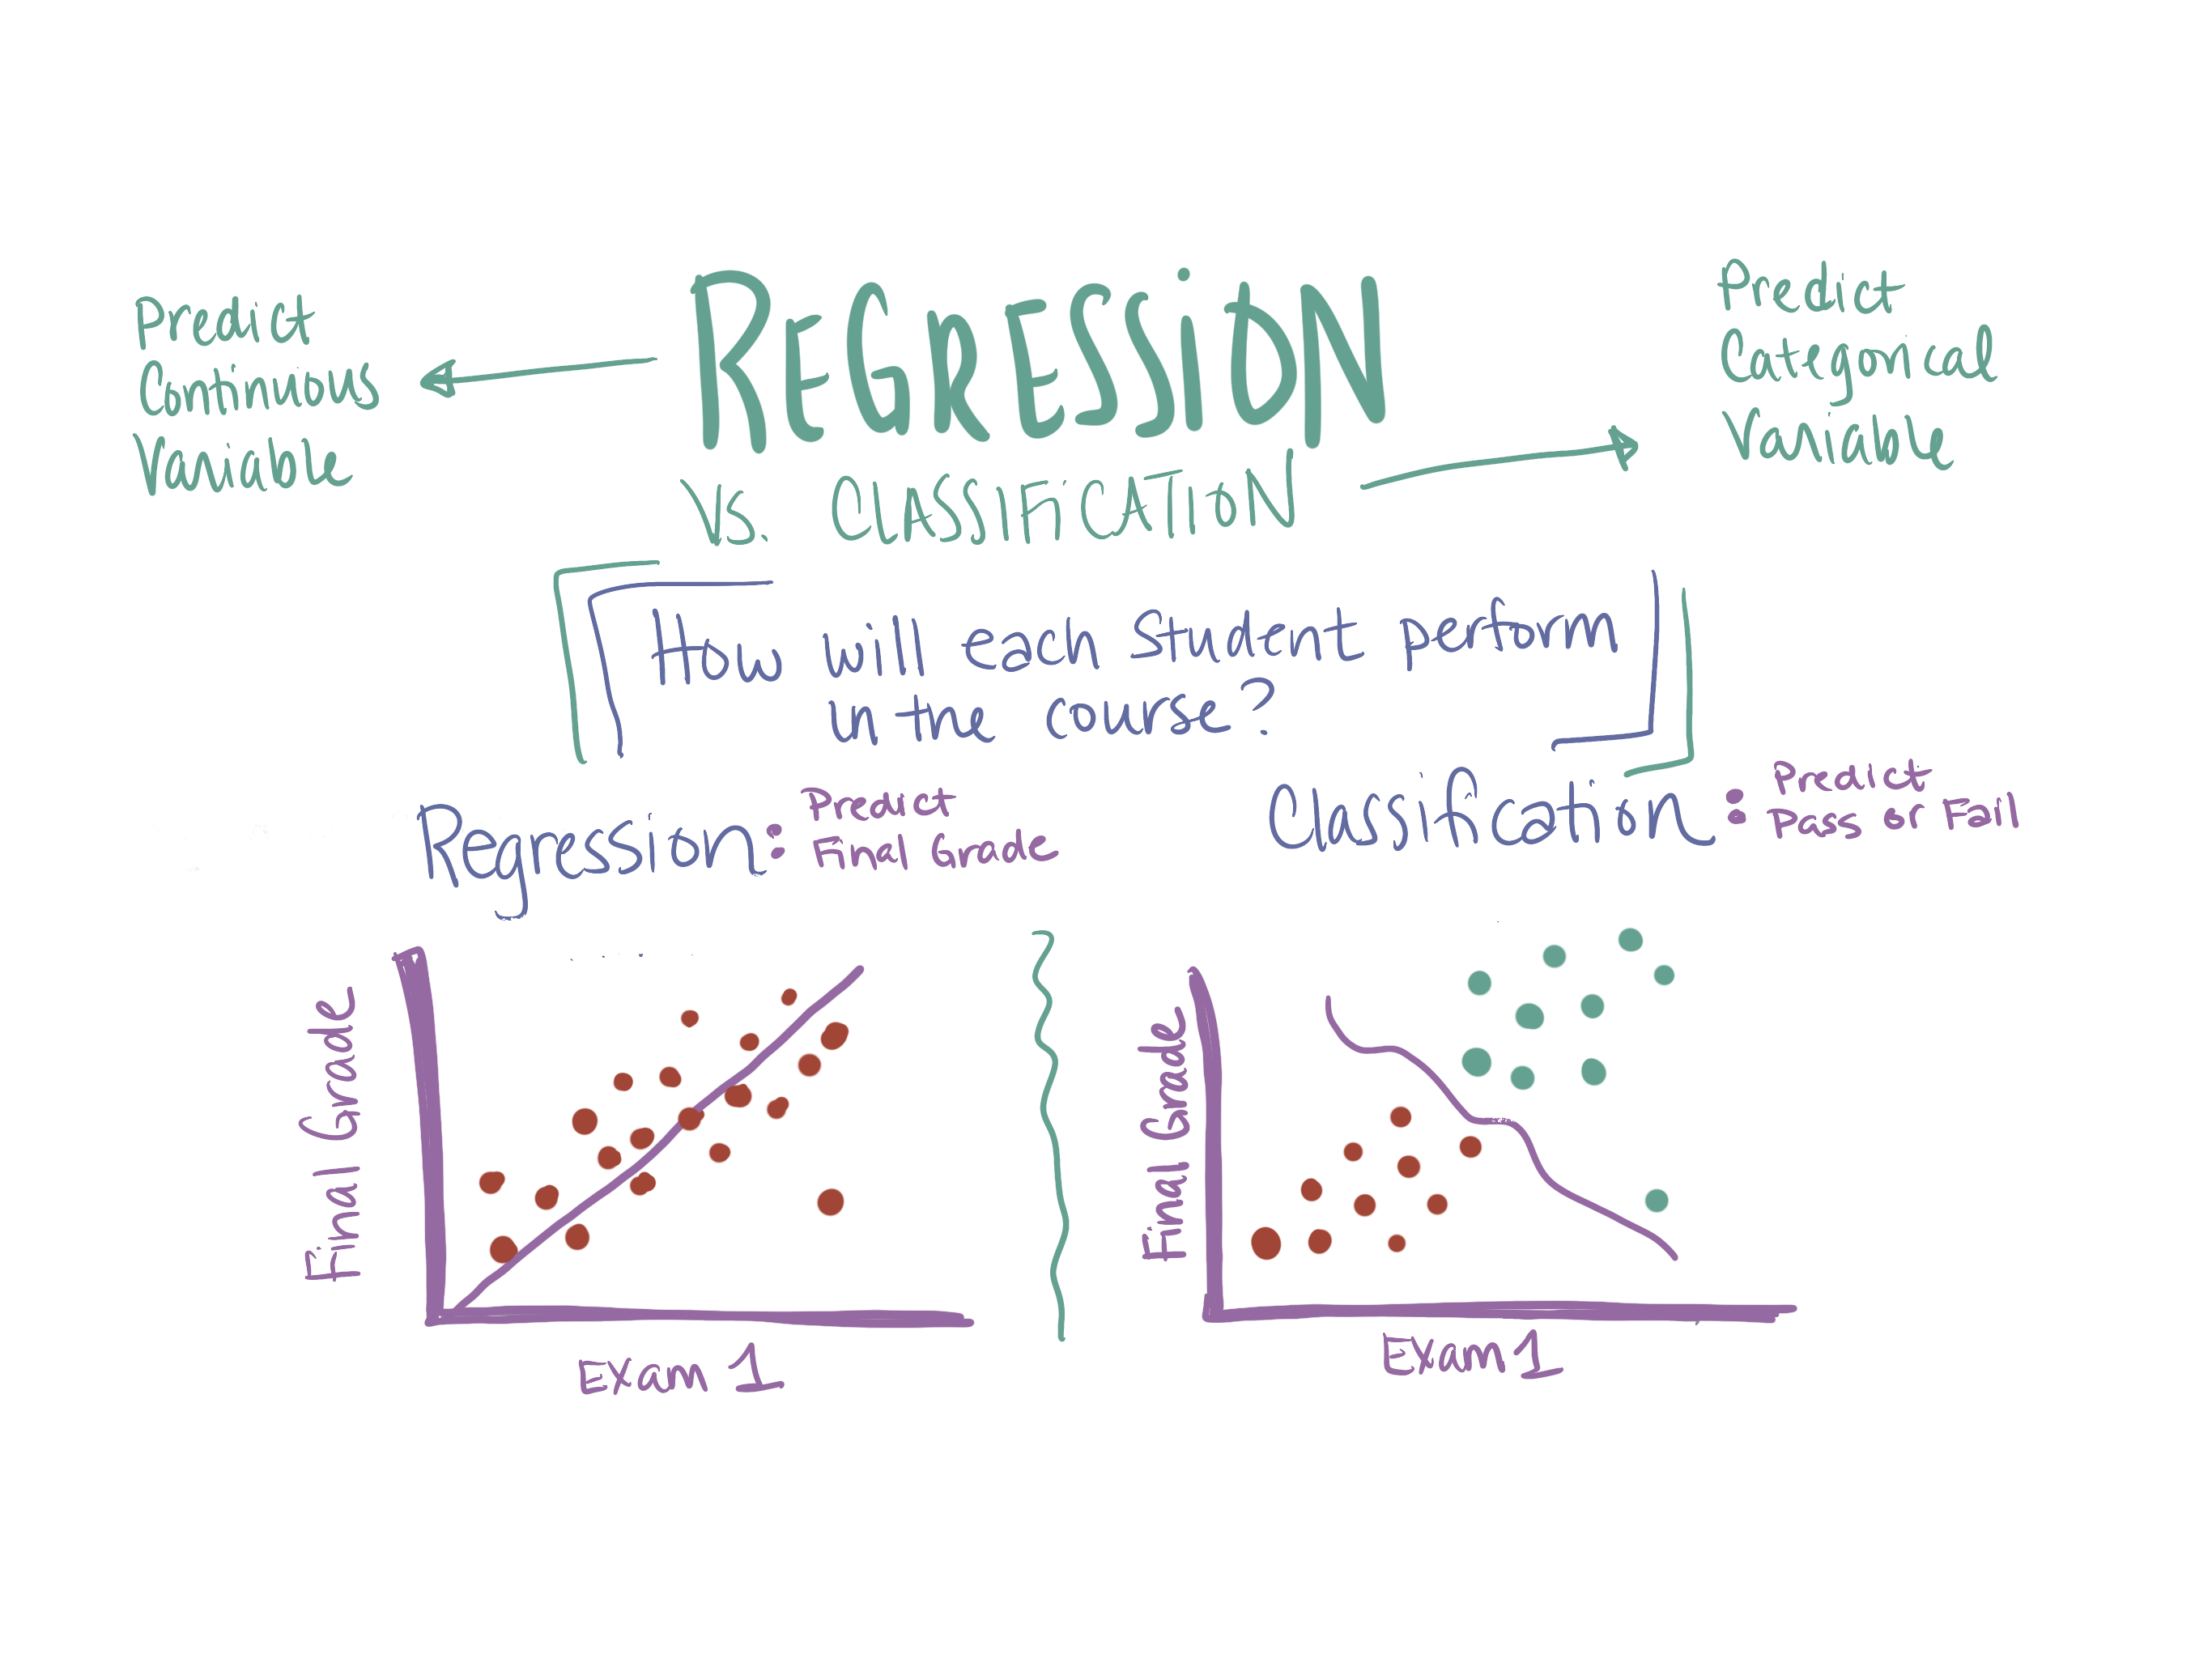 Predict
Continuous
Variable
REGRESSION
VS. CLASSIFICATION
Predict
Categorical
Variable
How will each student perform
in the course?
Regression:
Predict
Final Grade
Classification:
Predict
Pass or Fail
Final Grade
Exam 1
Final Grade
Exam 1